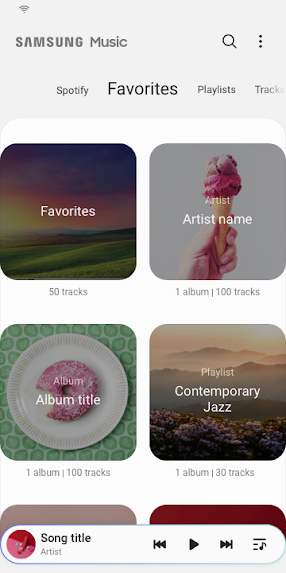 SAMSUNG Music
Spotify Favorites Playlists Tracks
Favorites
50 tracks
Artist
Artist name
1 album | 100 tracks
Album
Album title
1 album | 100 tracks
Playlist
Contemporary
Jazz
1 album | 30 tracks
Song title
Artist